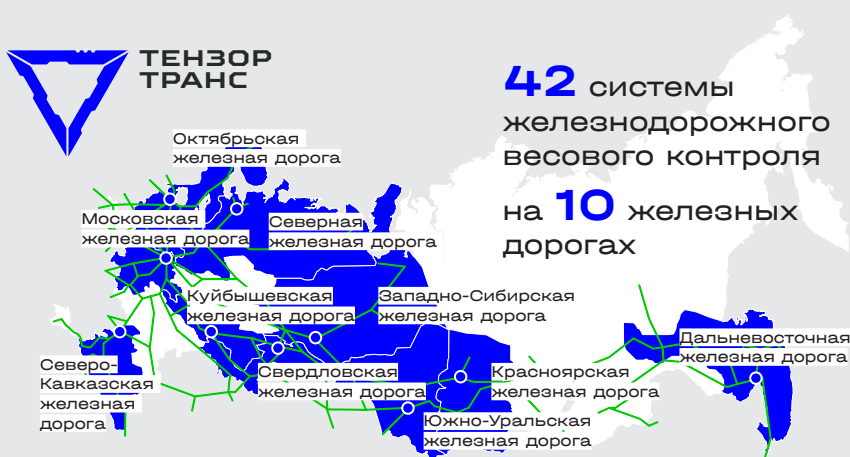 ТЕНЗОР
ТРАНС
42 системы
железнодорожного
весового контроля
на 10 железных
дорогах
Октябрьская
железная дорога
Московская
железная дорога
Северная
железная дорога
Куйбышевская
железная дорога
Западно-Сибирская
железная дорога
Дальневосточная
железная дорога
Северо-
Кавказская
железная
дорога
Свердловская
железная дорога
Красноярская
железная дорога
Южно-Уральская
железная дорога